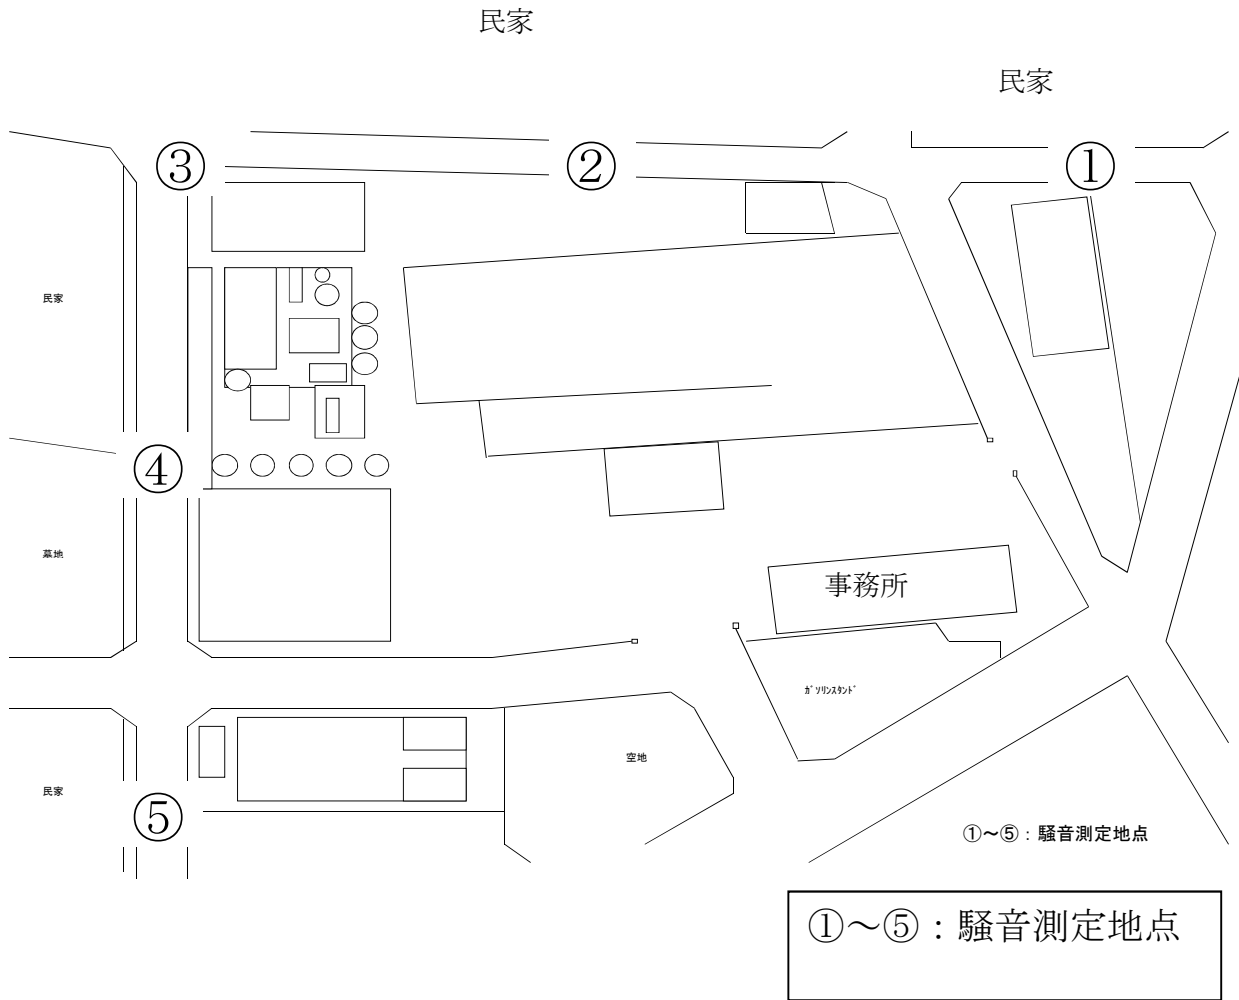 民家
民家
③
②
①
民家
④
墓地
事務所
ｶﾞｿﾘﾝｽﾀﾝﾄﾞ
空地
民家
⑤
①～⑤：騒音測定地点
①～⑤：騒音測定地点